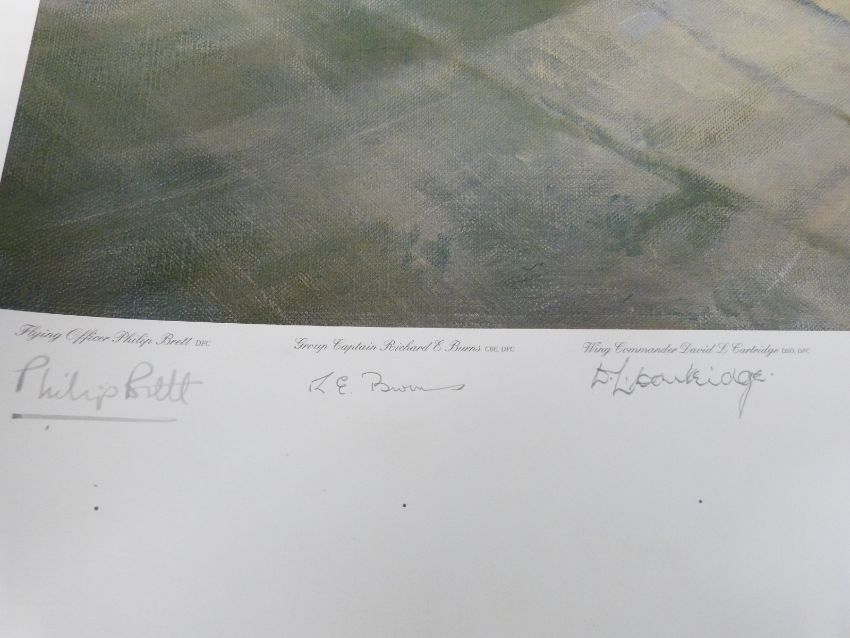 Flying Officer Philip Brett DFC
Group Captain Richard E Burns CBE, DFC
Wing Commander David L Cartridge DSO, DFC
Philip Brett
R. E. Burns
D. L. Cartridge.